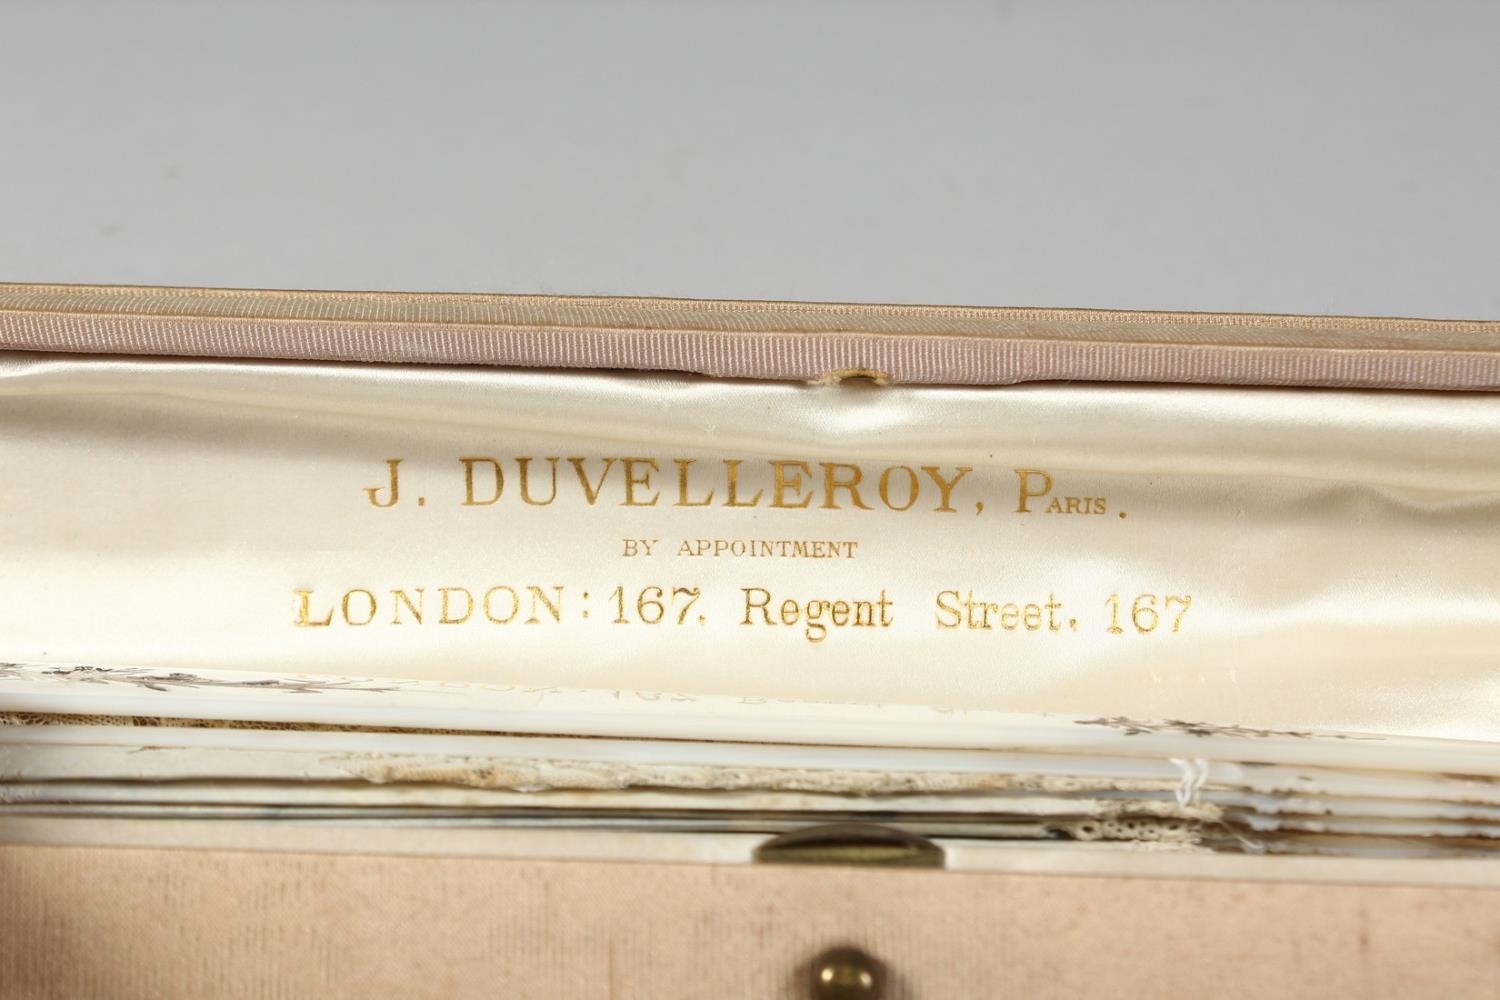 J. DUVELLEROY, PARIS.
BY APPOINTMENT
LONDON: 167, Regent Street, 167